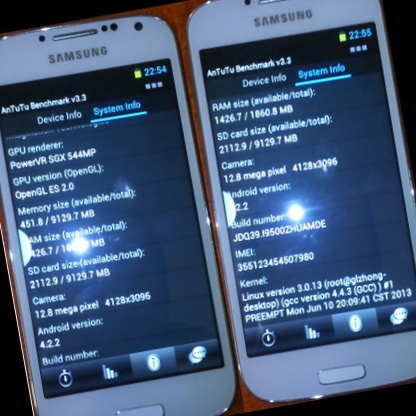 SAMSUNG
22:54
AnTuTu Benchmark v3.3
Device Info System Info
GPU renderer:
PowerVR SGX 544MP
GPU version (OpenGL):
OpenGL ES 2.0
Memory size (available/total):
451.8 / 9129.7 MB
RAM size (available/total):
1426.7 / 1860.8 MB
SD card size(available/total):
2112.9 / 9129.7 MB
Camera:
12.8 mega pixel 4128x3096
Android version:
4.2.2
Build number:
SAMSUNG
22:55
AnTuTu Benchmark v3.3
Device Info System Info
RAM size (available/total):
1426.7 / 1860.8 MB
SD card size(available/total):
2112.9 / 9129.7 MB
Camera:
12.8 mega pixel 4128x3096
Android version:
2.2
Build number:
JDQ39.I9500ZHUAMDE
IMEI:
355123454507980
Kernel:
Linux version 3.0.13 (root@glzhong-
desktop) (gcc version 4.4.3 (GCC) ) #1
PREEMPT Mon Jun 10 20:09:41 CST 2013